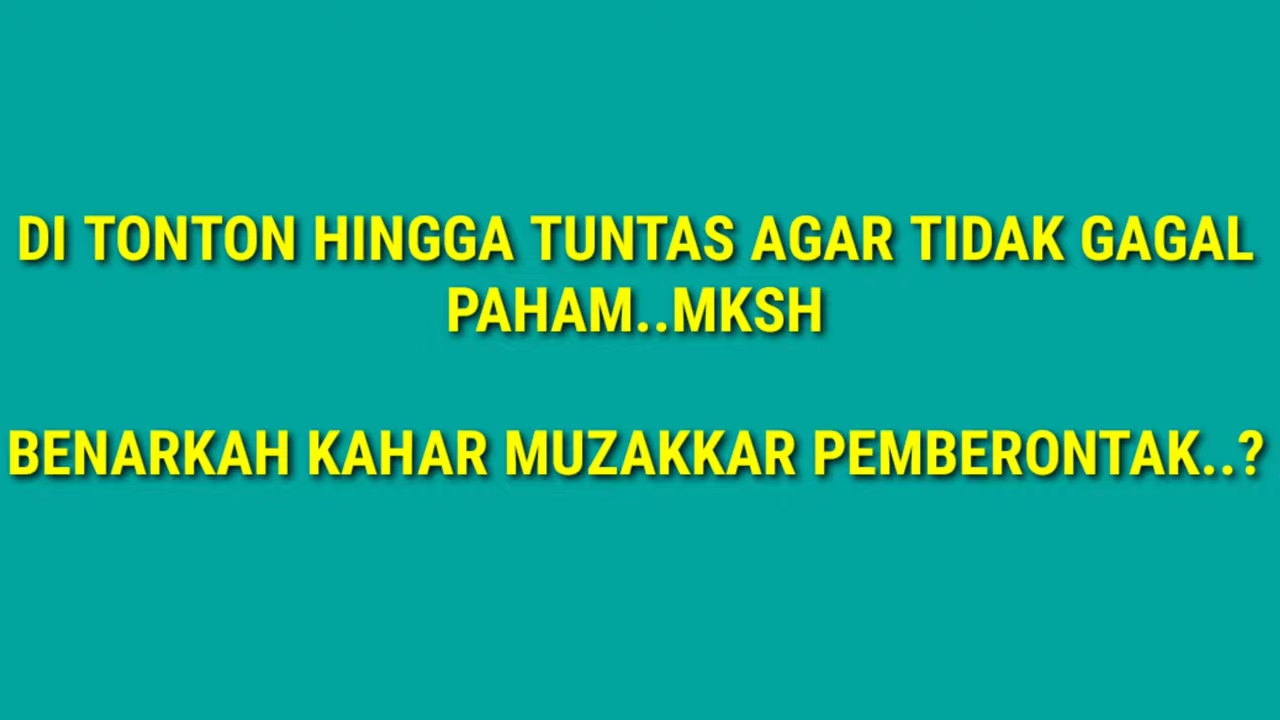 DI TONTON HINGGA TUNTAS AGAR TIDAK GAGAL
PAHAM..MKSH
BENARKAH KAHAR MUZAKKAR PEMBERONTAK..?